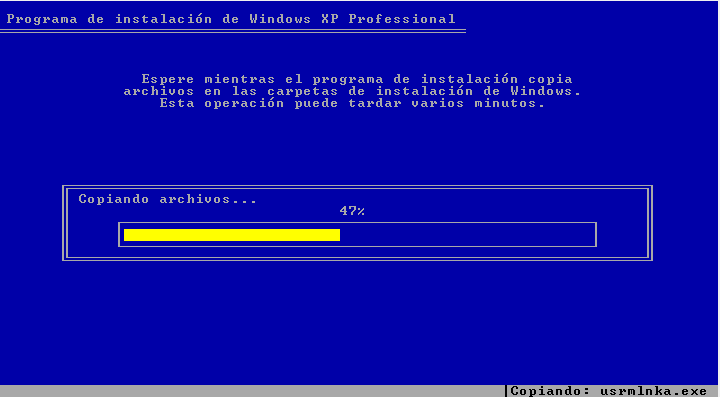 Programa de instalación de Windows XP Professional
Espere mientras el programa de instalación copia
archivos en las carpetas de instalación de Windows.
Esta operación puede tardar varios minutos.
Copiando archivos...
47%
Copiando: usrmlnka.exe